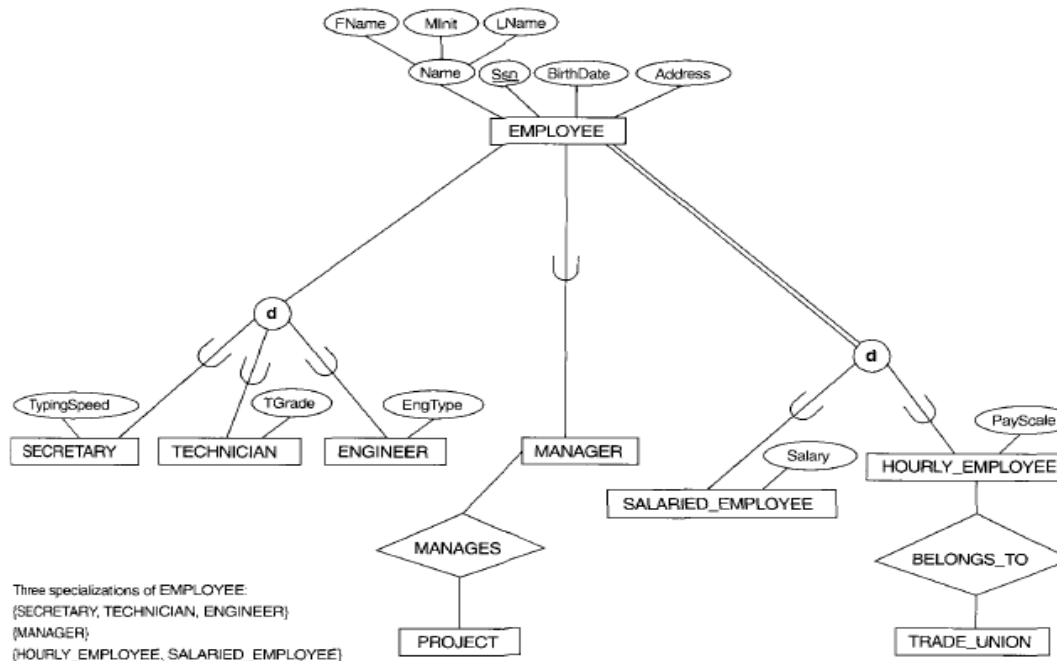 FName MInit LName
Name Ssn BirthDate Address
EMPLOYEE
d
d
TypingSpeed TGrade EngType PayScale
SECRETARY TECHNICIAN ENGINEER MANAGER Salary HOURLY_EMPLOYEE
SALARIED_EMPLOYEE
MANAGES BELONGS_TO
Three specializations of EMPLOYEE:
{SECRETARY, TECHNICIAN, ENGINEER}
{MANAGER}
{HOURLY_EMPLOYEE, SALARIED_EMPLOYEE}
PROJECT TRADE_UNION